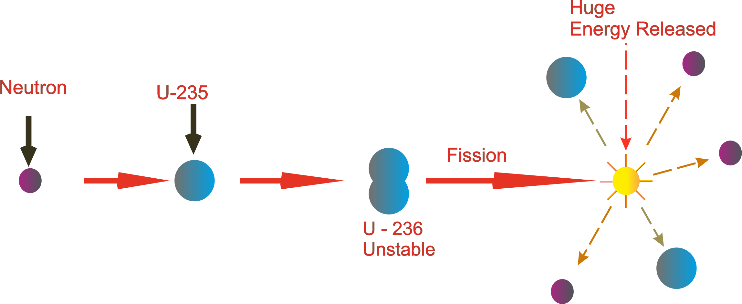 Neutron
U-235
U - 236
Unstable
Fission
Huge
Energy Released